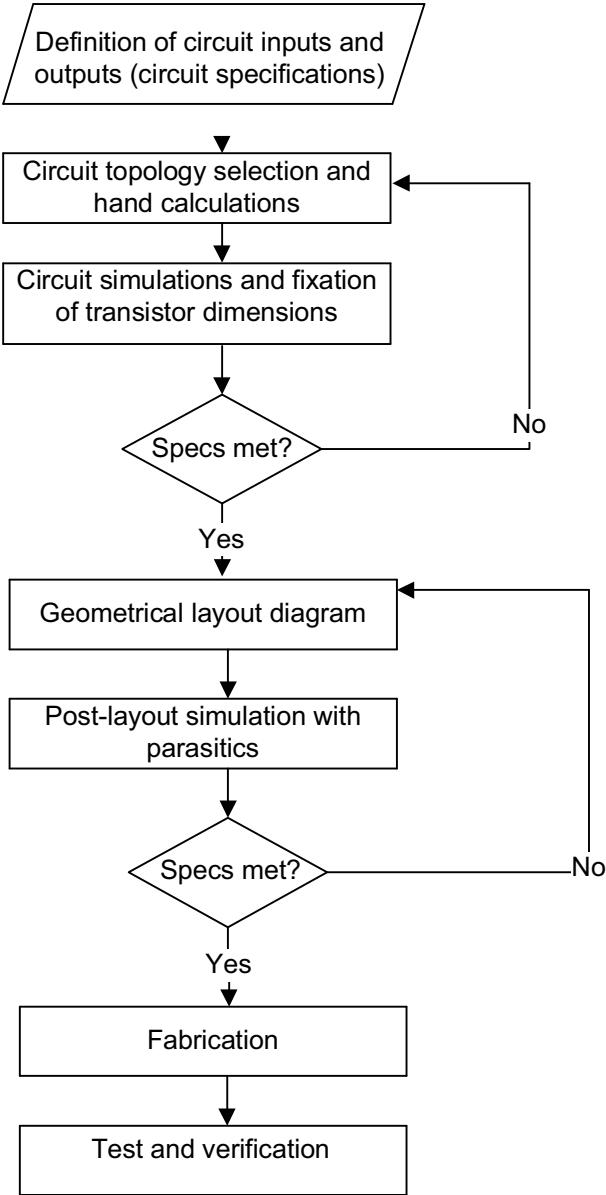 Definition of circuit inputs and
outputs (circuit specifications)
Circuit topology selection and
hand calculations
Circuit simulations and fixation
of transistor dimensions
Specs met?
No
Yes
Geometrical layout diagram
Post-layout simulation with
parasitics
Specs met?
No
Yes
Fabrication
Test and verification